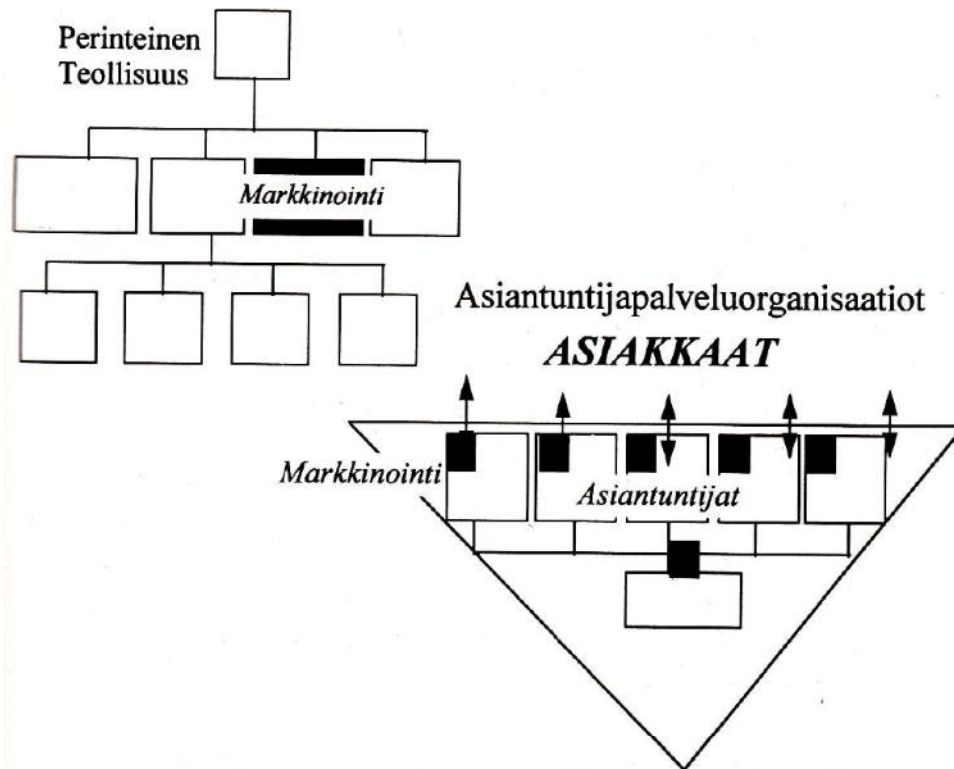 Perinteinen
Teollisuus
Markkinointi
Asiantuntijapalveluorganisaatiot
ASIAKKAAT
Markkinointi
Asiantuntijat